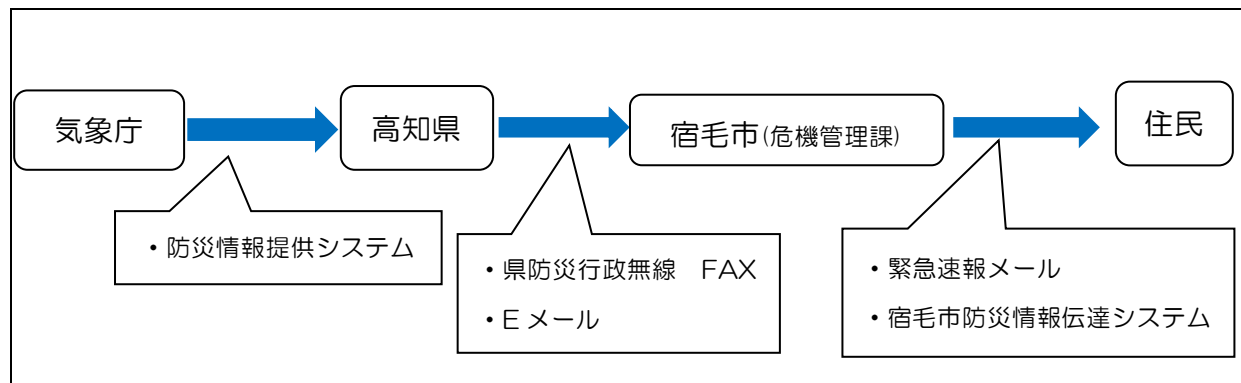 気象庁
高知県
宿毛市(危機管理課)
住民
・防災情報提供システム
・県防災行政無線　FAX
・Eメール
・緊急速報メール
・宿毛市防災情報伝達システム